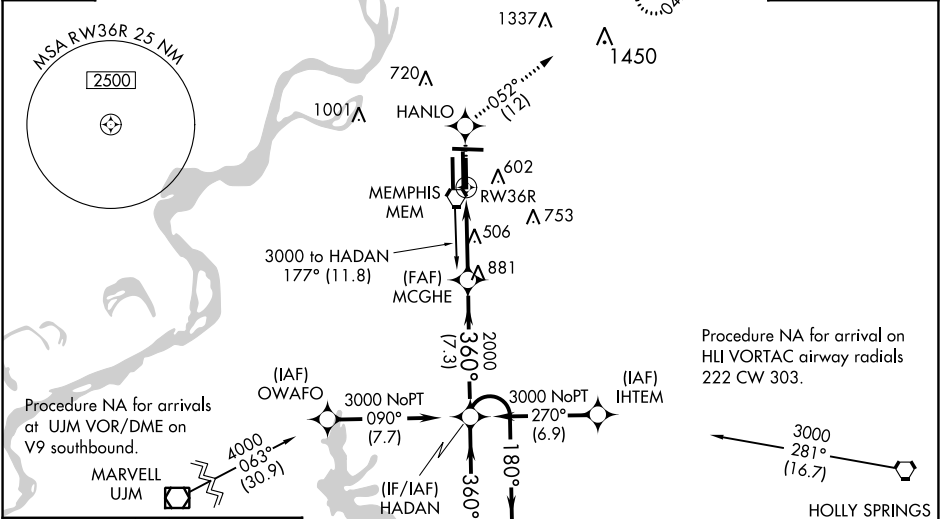 MSA RW36R 25 NM
2500
1337
1450
04
720
1001
HANLO
052°
(12)
602
MEMPHIS
MEM
RW36R
753
506
3000 to HADAN
177° (11.8)
881
(FAF)
MCGHE
2000
360°
(7.3)
Procedure NA for arrival on
HLI VORTAC airway radials
222 CW 303.
(IAF)
OWAFO
3000 NoPT
090°
(7.7)
3000 NoPT
270°
(6.9)
(IAF)
IHTEM
Procedure NA for arrivals
at UJM VOR/DME on
V9 southbound.
4000
063°
(30.9)
MARVELL
UJM
(IF/IAF)
HADAN
360°
180°
3000
281°
(16.7)
HOLLY SPRINGS